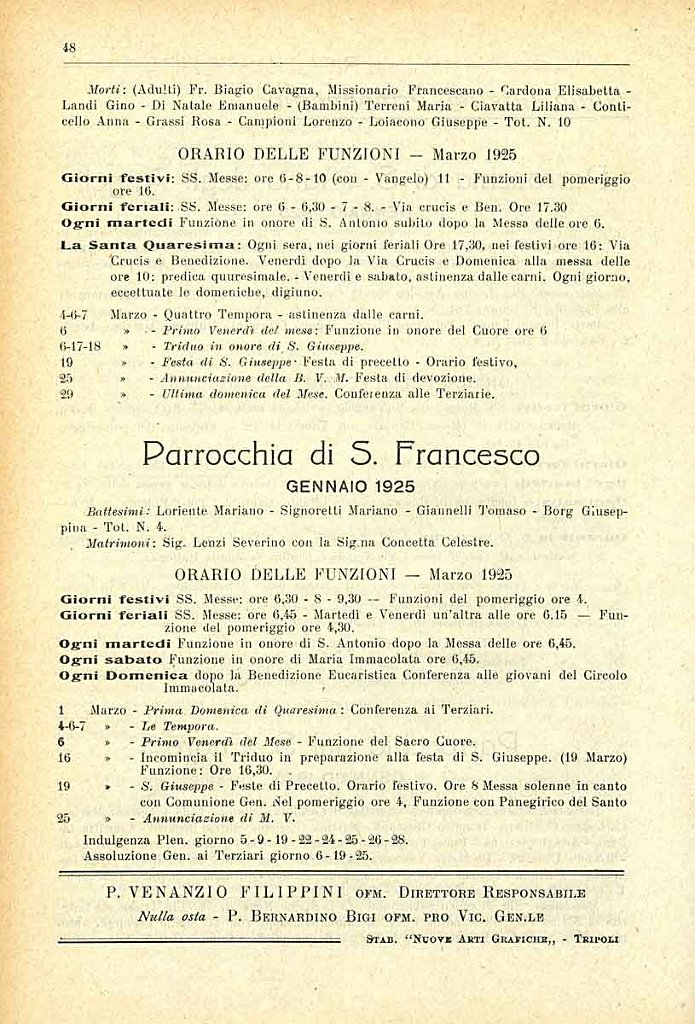 48
Morti: (Adulti) Fr. Biagio Cavagna, Missionario Francescano - Cardona Elisabetta -
Landi Gino - Di Natale Emanuele - (Bambini) Terreni Maria - Ciavatta Liliana - Conti-
cello Anna - Grassi Rosa - Campioni Lorenzo - Loiacono Giuseppe - Tot. N. 10
ORARIO DELLE FUNZIONI — Marzo 1925
Giorni festivi: SS. Messe: ore 6-8-10 (con - Vangelo) 11 - Funzioni del pomeriggio
ore 16.
Giorni feriali: SS. Messe: ore 6 - 6,30 - 7 - 8. - Via crucis e Ben. Ore 17.30
Ogni martedì Funzione in onore di S. Antonio subito dopo la Messa delle ore 6.
La Santa Quaresima: Ogni sera, nei giorni feriali Ore 17,30, nei festivi ore 16: Via
Crucis e Benedizione. Venerdì dopo la Via Crucis e Domenica alla messa delle
ore 10: predica quuresimale. - Venerdì e sabato, astinenza dalle carni. Ogni giorno,
eccettuate le domeniche, digiuno.
4-6-7 Marzo - Quattro Tempora - astinenza dalle carni.
6 » - Primo Venerdì del mese: Funzione in onore del Cuore ore 6
6-17-18 » - Triduo in onore di S. Giuseppe.
19 » - Festa di S. Giuseppe - Festa di precetto - Orario festivo,
25 » - Annunciazione della B. V. M. Festa di devozione.
29 » - Ultima domenica del Mese. Conferenza alle Terziarie.
Parrocchia di S. Francesco
GENNAIO 1925
Battesimi: Loriente Mariano - Signoretti Mariano - Giannelli Tomaso - Borg Giusep-
pina - Tot. N. 4.
Matrimoni: Sig. Lenzi Severino con la Sig.na Concetta Celestre.
ORARIO DELLE FUNZIONI — Marzo 1925
Giorni festivi SS. Messe: ore 6,30 - 8 - 9,30 — Funzioni del pomeriggio ore 4.
Giorni feriali SS. Messe: ore 6,45 - Martedì e Venerdì un'altra alle ore 6.15 — Fun-
zione del pomeriggio ore 4,30.
Ogni martedì Funzione in onore di S. Antonio dopo la Messa delle ore 6,45.
Ogni sabato Funzione in onore di Maria Immacolata ore 6,45.
Ogni Domenica dopo la Benedizione Eucaristica Conferenza alle giovani del Circolo
Immacolata.
1 Marzo - Prima Domenica di Quaresima: Conferenza ai Terziari.
4-6-7 » - Le Tempora.
6 » - Primo Venerdì del Mese - Funzione del Sacro Cuore.
16 » - Incomincia il Triduo in preparazione alla festa di S. Giuseppe. (19 Marzo)
Funzione: Ore 16,30.
19 » - S. Giuseppe - Feste di Precetto. Orario festivo. Ore 8 Messa solenne in canto
con Comunione Gen. Nel pomeriggio ore 4, Funzione con Panegirico del Santo
25 » - Annunciazione di M. V.
Indulgenza Plen. giorno 5-9-19-22-24-25-26-28.
Assoluzione Gen. ai Terziari giorno 6-19-25.
P. VENANZIO FILIPPINI OFM. DIRETTORE RESPONSABILE
Nulla osta - P. BERNARDINO BIGI OFM. PRO VIC. GEN.LE
STAB. "NUOVE ARTI GRAFICHE,, - TRIPOLI